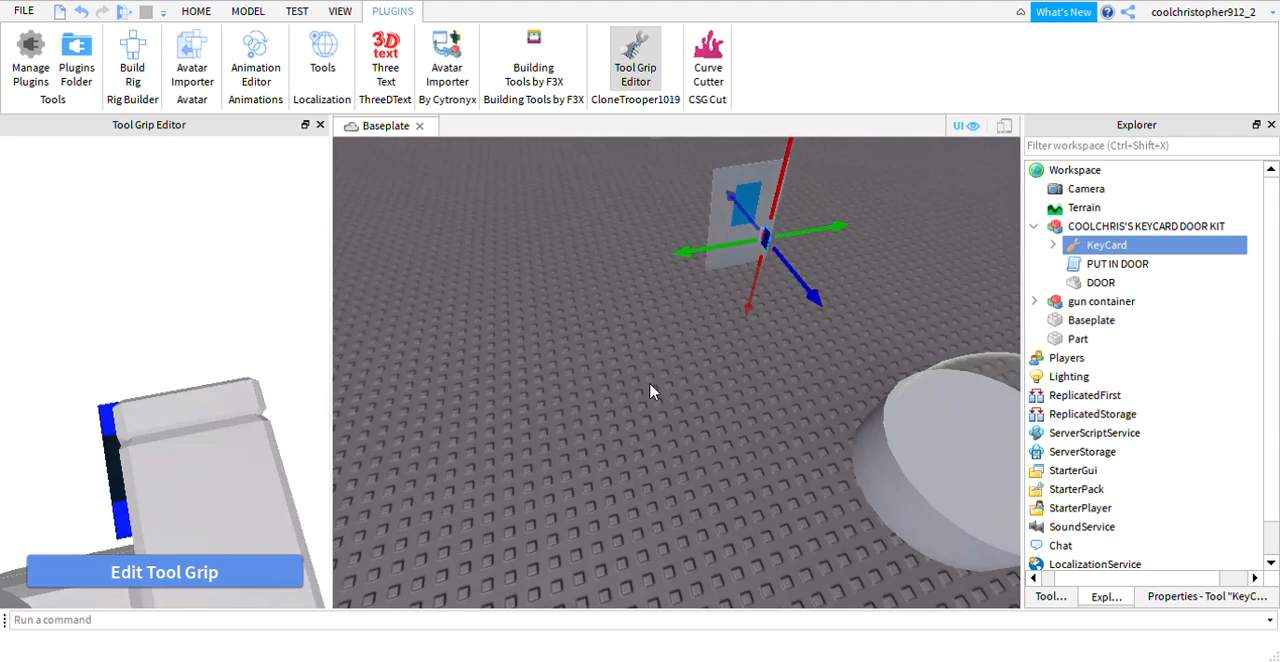 FILE HOME MODEL TEST VIEW PLUGINS What's New coolchristopher912_2
Manage Plugins
Plugins Folder
Tools
Build Rig
Rig Builder
Avatar Importer
Avatar
Animation Editor
Animations
Tools
Localization
3D text
Three Text
ThreeDText
Avatar Importer
By Cytronyx
Building Tools by F3X
Building Tools by F3X
Tool Grip Editor
CloneTrooper1019
Curve Cutter
CSG Cut
Tool Grip Editor
Baseplate
UI
Explorer
Filter workspace (Ctrl+Shift+X)
Workspace
Camera
Terrain
COOLCHRIS'S KEYCARD DOOR KIT
KeyCard
PUT IN DOOR
DOOR
gun container
Baseplate
Part
Players
Lighting
ReplicatedFirst
ReplicatedStorage
ServerScriptService
ServerStorage
StarterGui
StarterPack
StarterPlayer
SoundService
Chat
LocalizationService
Edit Tool Grip
Tool... Expl... Properties - Tool "KeyC...
Run a command